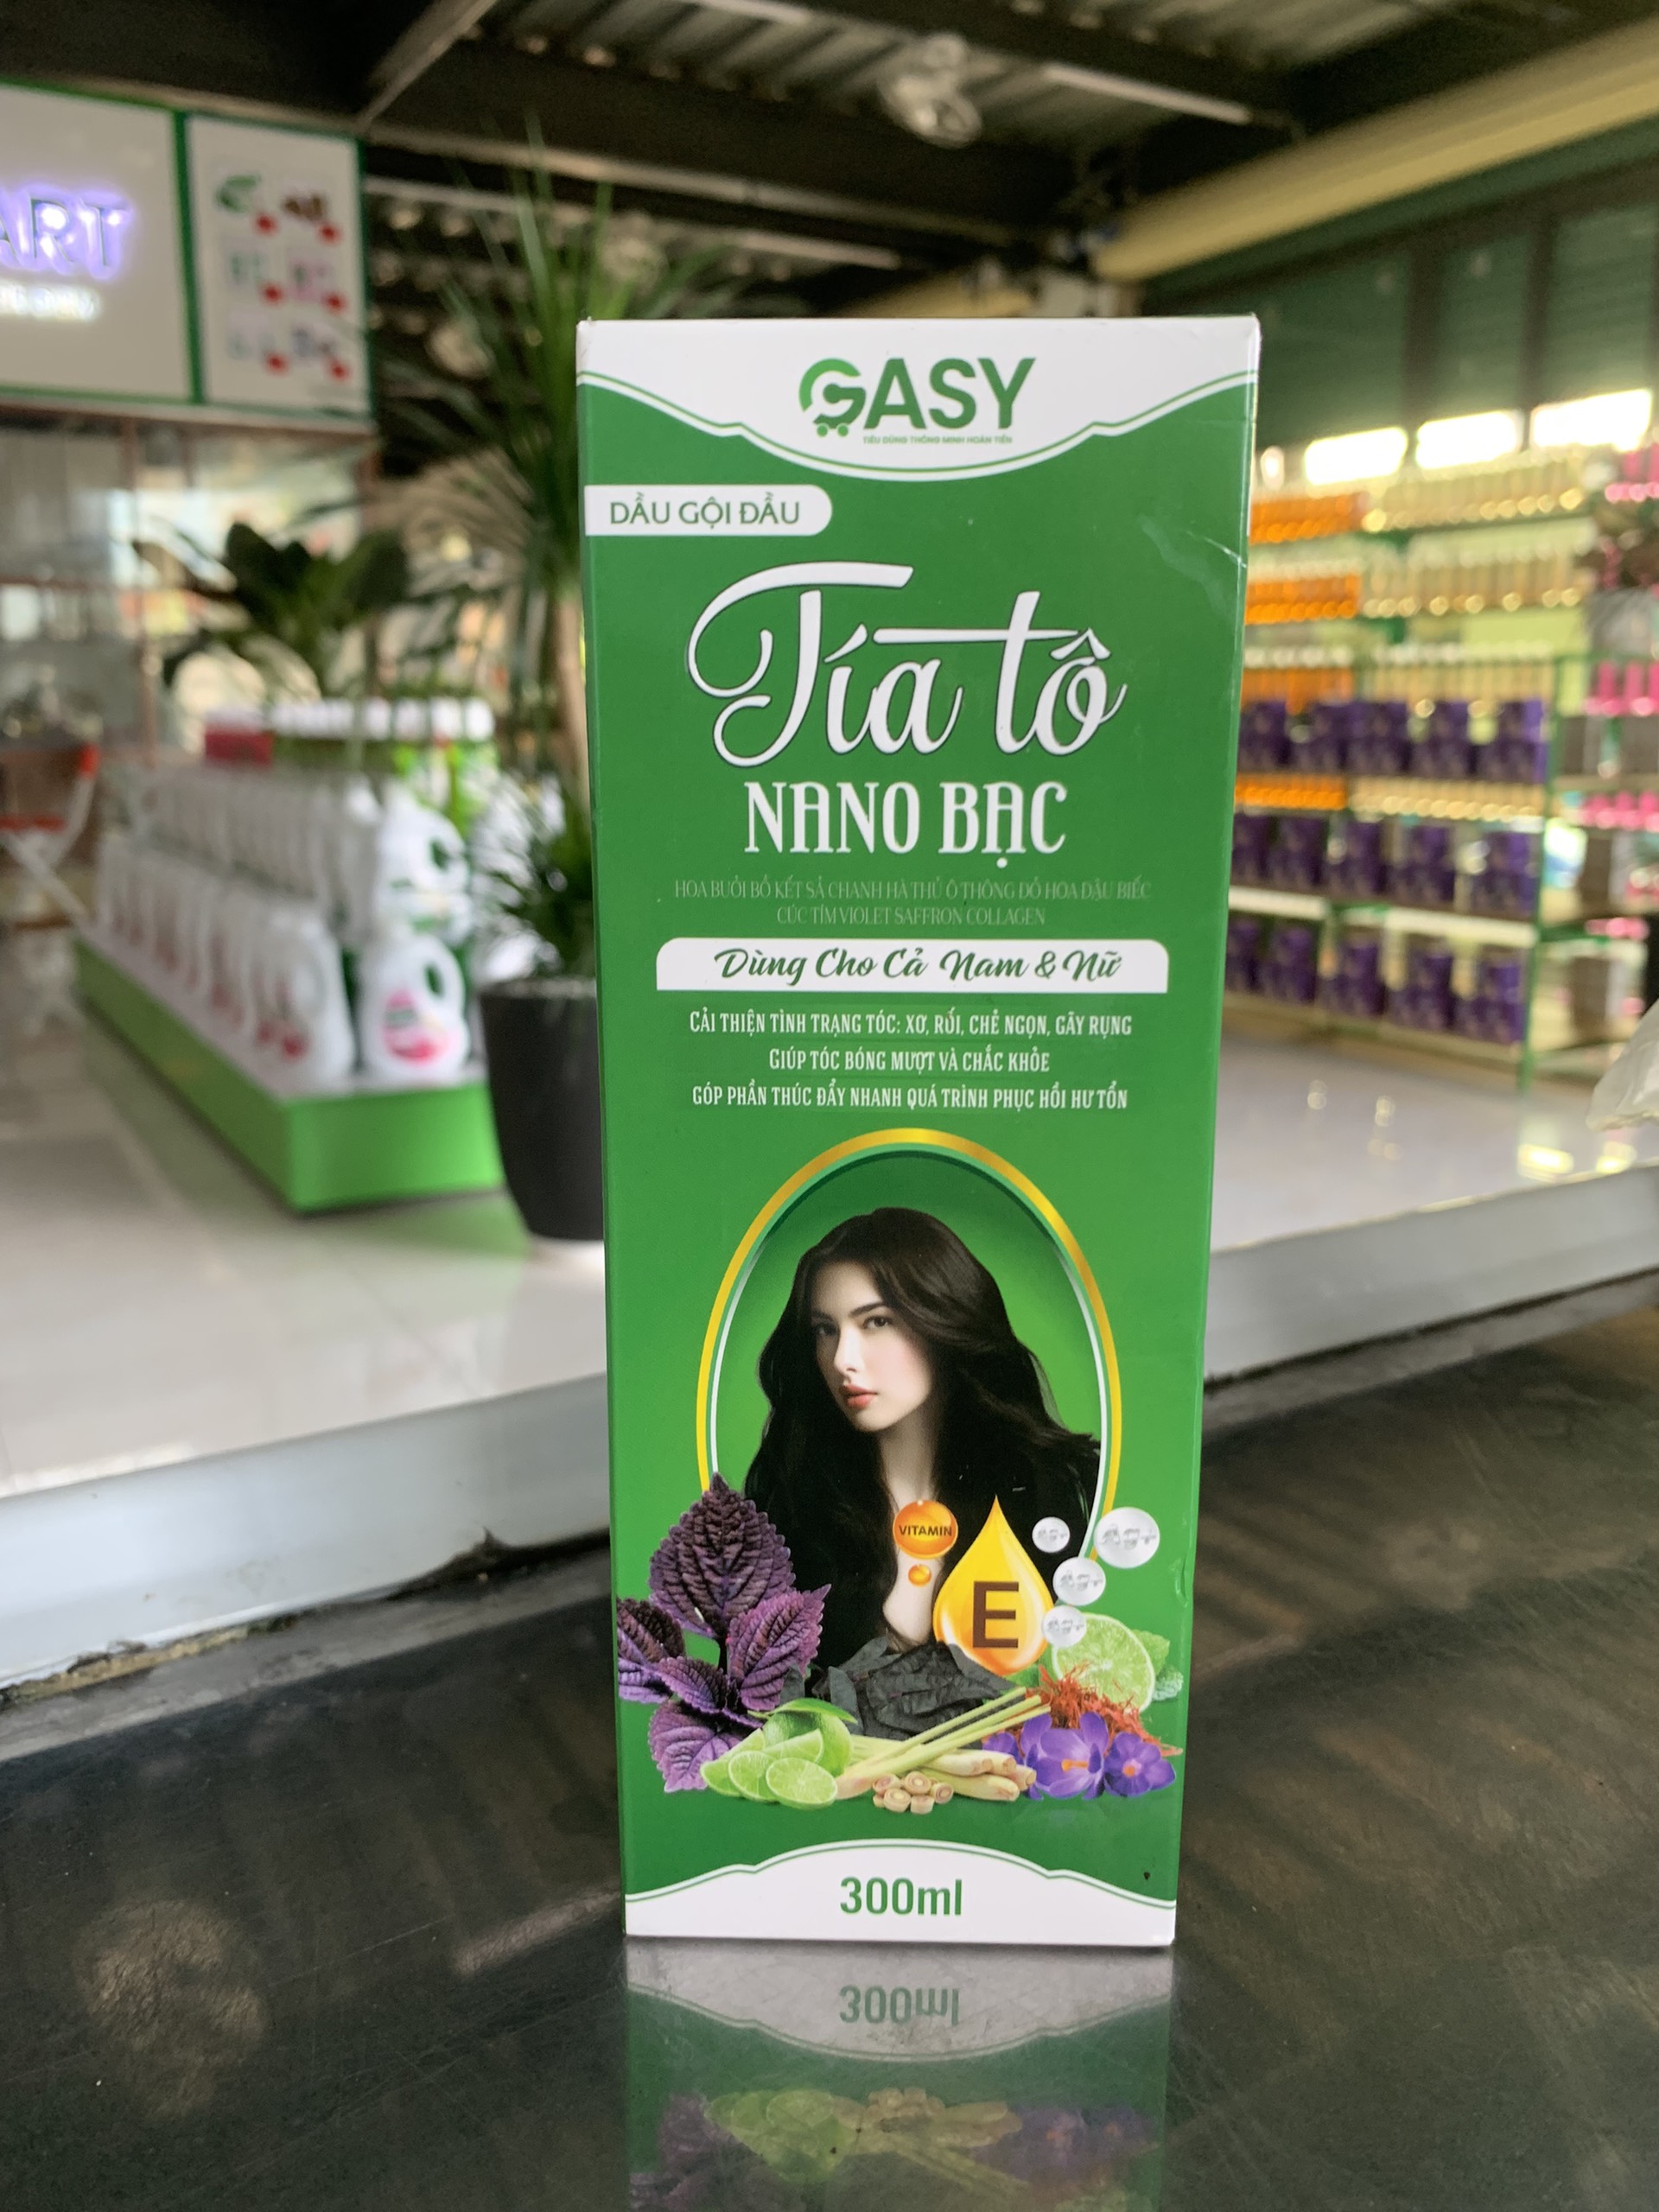 ART
GASY
TIÊU DÙNG THÔNG MINH HOÀN TIỀN
DẦU GỘI ĐẦU
Tía tô
NANO BẠC
HOA BƯỞI BỒ KẾT SẢ CHANH HÀ THỦ Ô THÔNG ĐỎ HOA ĐẬU BIẾC
CÚC TÍM VIOLET SAFFRON COLLAGEN
Dùng Cho Cả Nam & Nữ
CẢI THIỆN TÌNH TRẠNG TÓC: XƠ, RỐI, CHẺ NGỌN, GÃY RỤNG
GIÚP TÓC BÓNG MƯỢT VÀ CHẮC KHỎE
GÓP PHẦN THÚC ĐẨY NHANH QUÁ TRÌNH PHỤC HỒI HƯ TỔN
VITAMIN
E
300ml